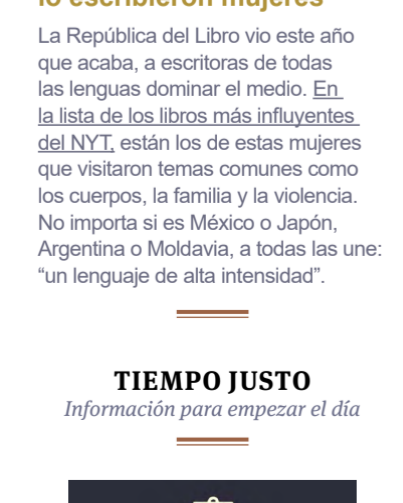 lo escribieron mujeres
La República del Libro vio este año
que acaba, a escritoras de todas
las lenguas dominar el medio. En
la lista de los libros más influyentes
del NYT, están los de estas mujeres
que visitaron temas comunes como
los cuerpos, la familia y la violencia.
No importa si es México o Japón,
Argentina o Moldavia, a todas las une:
“un lenguaje de alta intensidad”.
TIEMPO JUSTO
Información para empezar el día